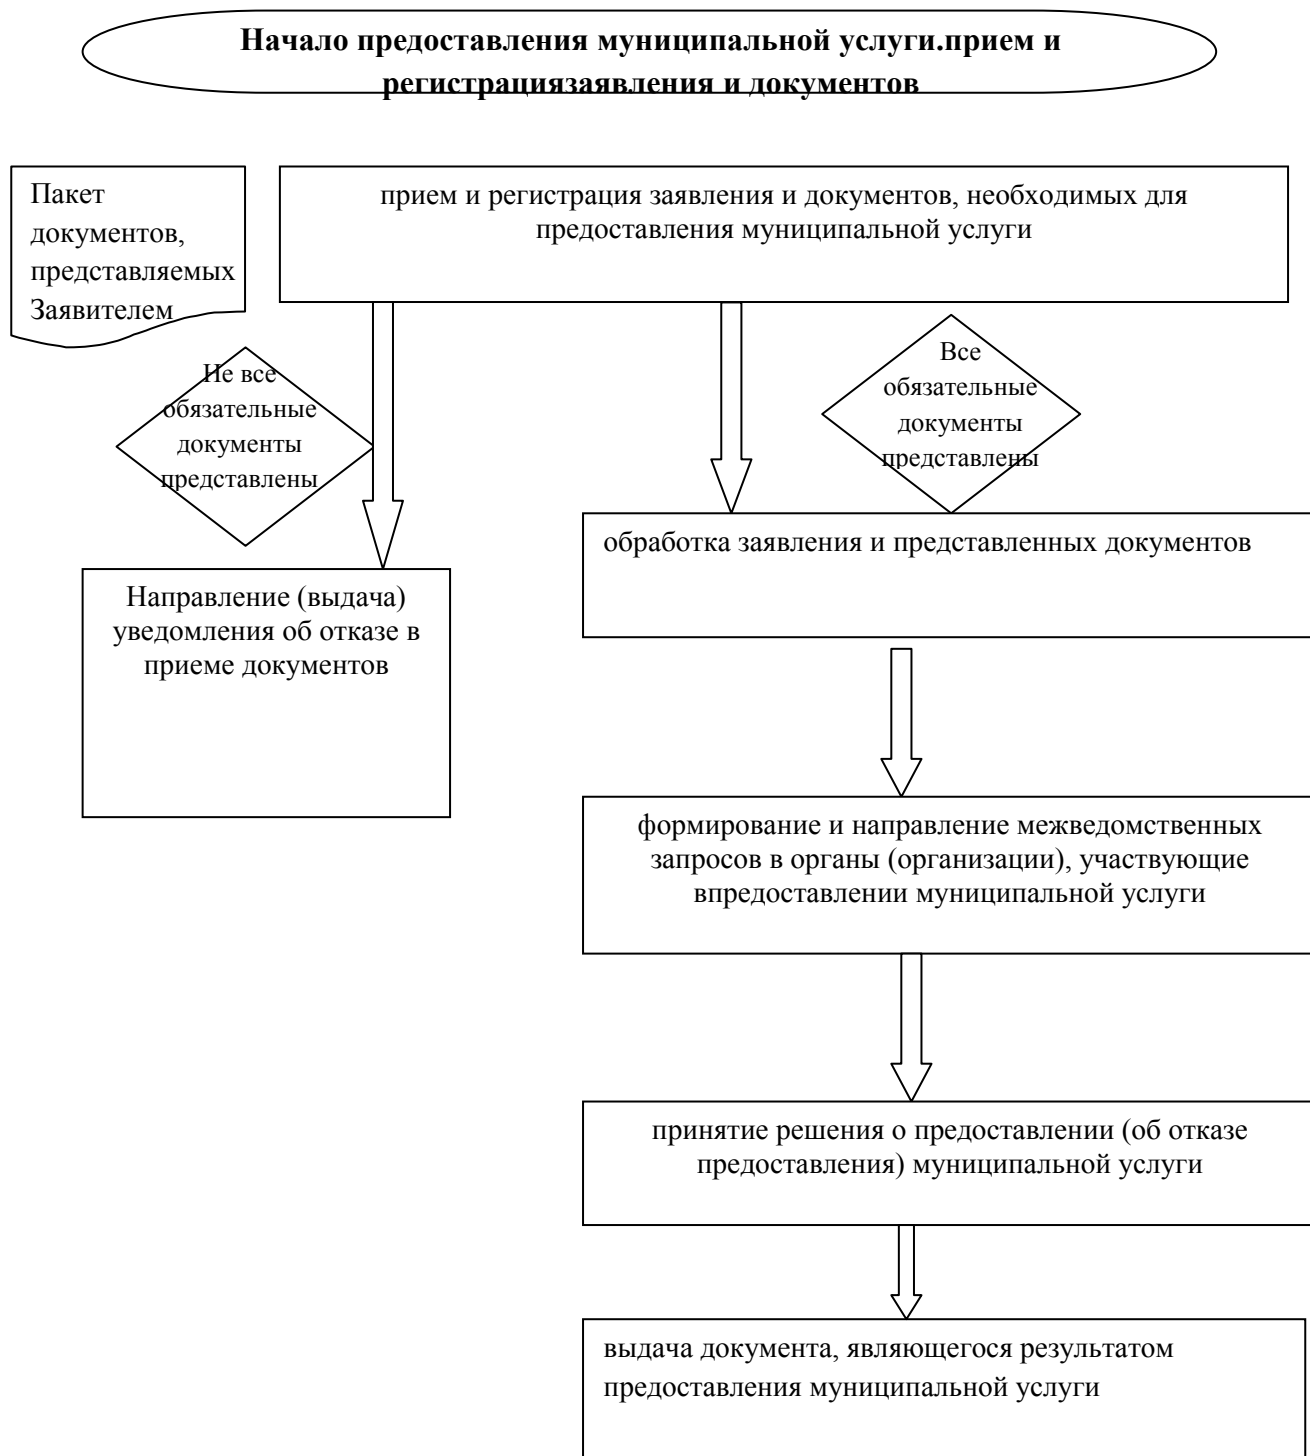 Начало предоставления муниципальной услуги.прием и
регистрациязаявления и документов
Пакет
документов,
представляемых
Заявителем
прием и регистрация заявления и документов, необходимых для
предоставления муниципальной услуги
Не все
обязательные
документы
представлены
Все
обязательные
документы
представлены
обработка заявления и представленных документов
Направление (выдача)
уведомления об отказе в
приеме документов
формирование и направление межведомственных
запросов в органы (организации), участвующие
впредоставлении муниципальной услуги
принятие решения о предоставлении (об отказе
предоставления) муниципальной услуги
выдача документа, являющегося результатом
предоставления муниципальной услуги